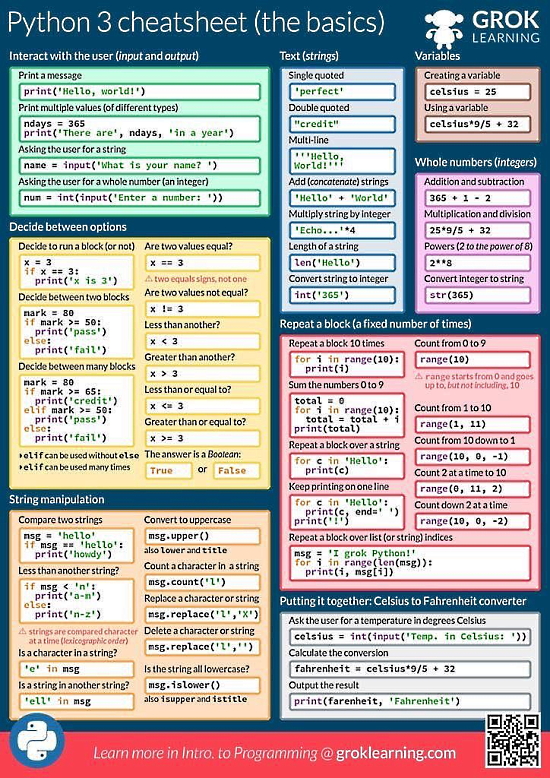 Python 3 cheatsheet (the basics)
GROK
LEARNING
Interact with the user (input and output)
Print a message
print('Hello, world!')
Print multiple values (of different types)
ndays = 365
print('There are', ndays, 'in a year')
Asking the user for a string
name = input('What is your name? ')
Asking the user for a whole number (an integer)
num = int(input('Enter a number: '))
Text (strings)
Single quoted
'perfect'
Double quoted
"credit"
Multi-line
'''Hello,
World!'''
Add (concatenate) strings
'Hello' + 'World'
Multiply string by integer
'Echo...'*4
Length of a string
len('Hello')
Convert string to integer
int('365')
Variables
Creating a variable
celsius = 25
Using a variable
celsius*9/5 + 32
Whole numbers (integers)
Addition and subtraction
365 + 1 - 2
Multiplication and division
25*9/5 + 32
Powers (2 to the power of 8)
2**8
Convert integer to string
str(365)
Decide between options
Decide to run a block (or not)
x = 3
if x == 3:
print('x is 3')
Decide between two blocks
mark = 80
if mark >= 50:
print('pass')
else:
print('fail')
Decide between many blocks
mark = 80
if mark >= 65:
print('credit')
elif mark >= 50:
print('pass')
else:
print('fail')
elif can be used without else
elif can be used many times
Are two values equal?
x == 3
⚠ two equals signs, not one
Are two values not equal?
x != 3
Less than another?
x < 3
Greater than another?
x > 3
Less than or equal to?
x <= 3
Greater than or equal to?
x >= 3
The answer is a Boolean:
True or False
Repeat a block (a fixed number of times)
Repeat a block 10 times
for i in range(10):
print(i)
Sum the numbers 0 to 9
total = 0
for i in range(10):
total = total + i
print(total)
Repeat a block over a string
for c in 'Hello':
print(c)
Keep printing on one line
for c in 'Hello':
print(c, end=' ')
print('!')
Count from 0 to 9
range(10)
⚠ range starts from 0 and goes
up to, but not including, 10
Count from 1 to 10
range(1, 11)
Count from 10 down to 1
range(10, 0, -1)
Count 2 at a time to 10
range(0, 11, 2)
Count down 2 at a time
range(10, 0, -2)
Repeat a block over list (or string) indices
msg = 'I grok Python!'
for i in range(len(msg)):
print(i, msg[i])
String manipulation
Compare two strings
msg = 'hello'
if msg == 'hello':
print('howdy')
Less than another string?
if msg < 'n':
print('a-m')
else:
print('n-z')
⚠ strings are compared character
at a time (lexicographic order)
Is a character in a string?
'e' in msg
Is a string in another string?
'ell' in msg
Convert to uppercase
msg.upper()
also lower and title
Count a character in a string
msg.count('l')
Replace a character or string
msg.replace('l','X')
Delete a character or string
msg.replace('l','')
Is the string all lowercase?
msg.islower()
also isupper and istitle
Putting it together: Celsius to Fahrenheit converter
Ask the user for a temperature in degrees Celsius
celsius = int(input('Temp. in Celsius: '))
Calculate the conversion
fahrenheit = celsius*9/5 + 32
Output the result
print(farenheit, 'Fahrenheit')
Learn more in Intro. to Programming @ groklearning.com